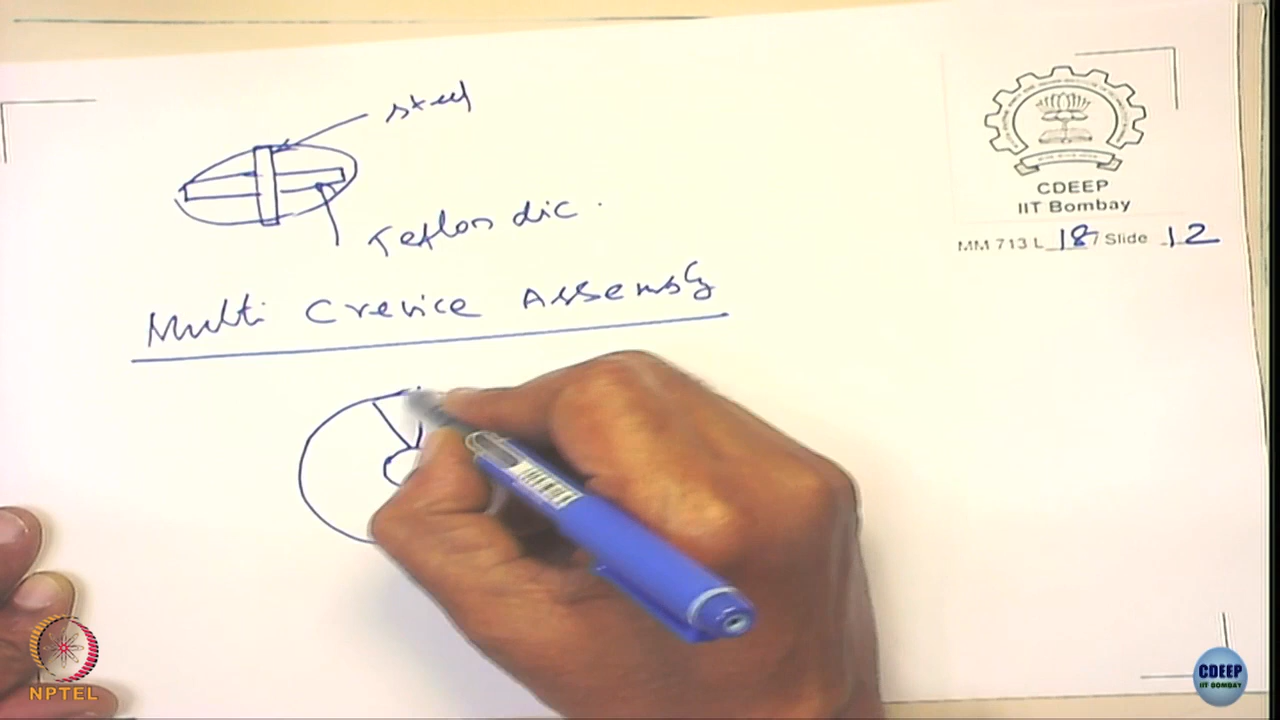 steel
Teflon dic.
Multi Crevice Assembly
CDEEP
IIT Bombay
MM 713 L 18 / Slide 12
NPTEL
CDEEP
IIT BOMBAY